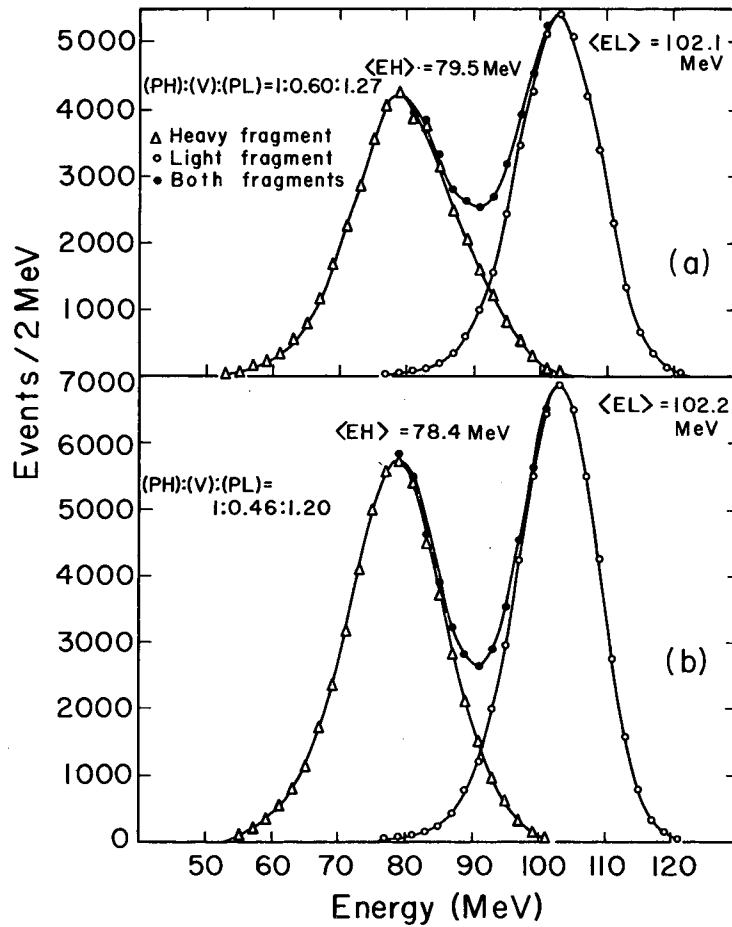 5000
4000
3000
2000
1000
⟨EH⟩ = 79.5 MeV
⟨EL⟩ = 102.1
MeV
(PH):(V):(PL)=1:0.60:1.27
△ Heavy fragment
○ Light fragment
● Both fragments
(a)
7000
6000
5000
4000
3000
2000
1000
0
⟨EH⟩ = 78.4 MeV
⟨EL⟩ = 102.2
MeV
(PH):(V):(PL)=
1:0.46:1.20
(b)
Events / 2 MeV
50 60 70 80 90 100 110 120
Energy (MeV)